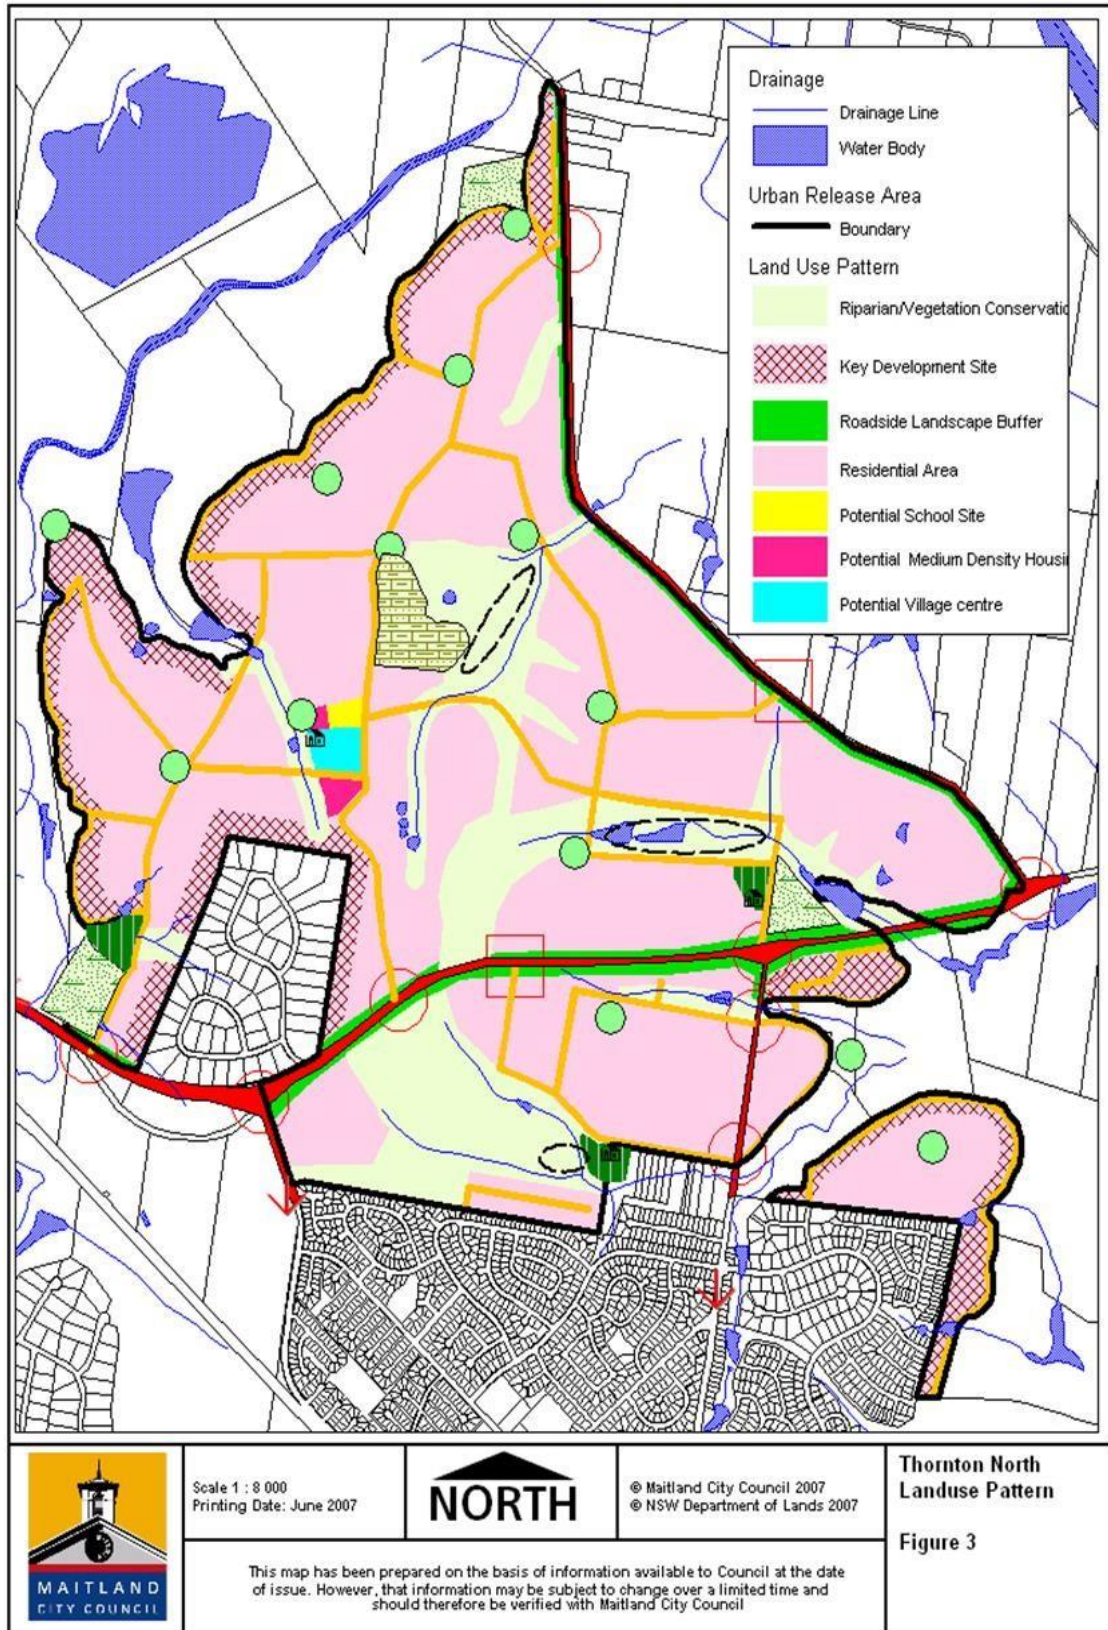 Drainage
Drainage Line
Water Body
Urban Release Area
Boundary
Land Use Pattern
Riparian/Vegetation Conservatio
Key Development Site
Roadside Landscape Buffer
Residential Area
Potential School Site
Potential Medium Density Housi
Potential Village centre
MAITLAND
CITY COUNCIL
Scale 1 : 8 000
Printing Date: June 2007
NORTH
© Maitland City Council 2007
© NSW Department of Lands 2007
This map has been prepared on the basis of information available to Council at the date
of issue. However, that information may be subject to change over a limited time and
should therefore be verified with Maitland City Council
Thornton North
Landuse Pattern
Figure 3